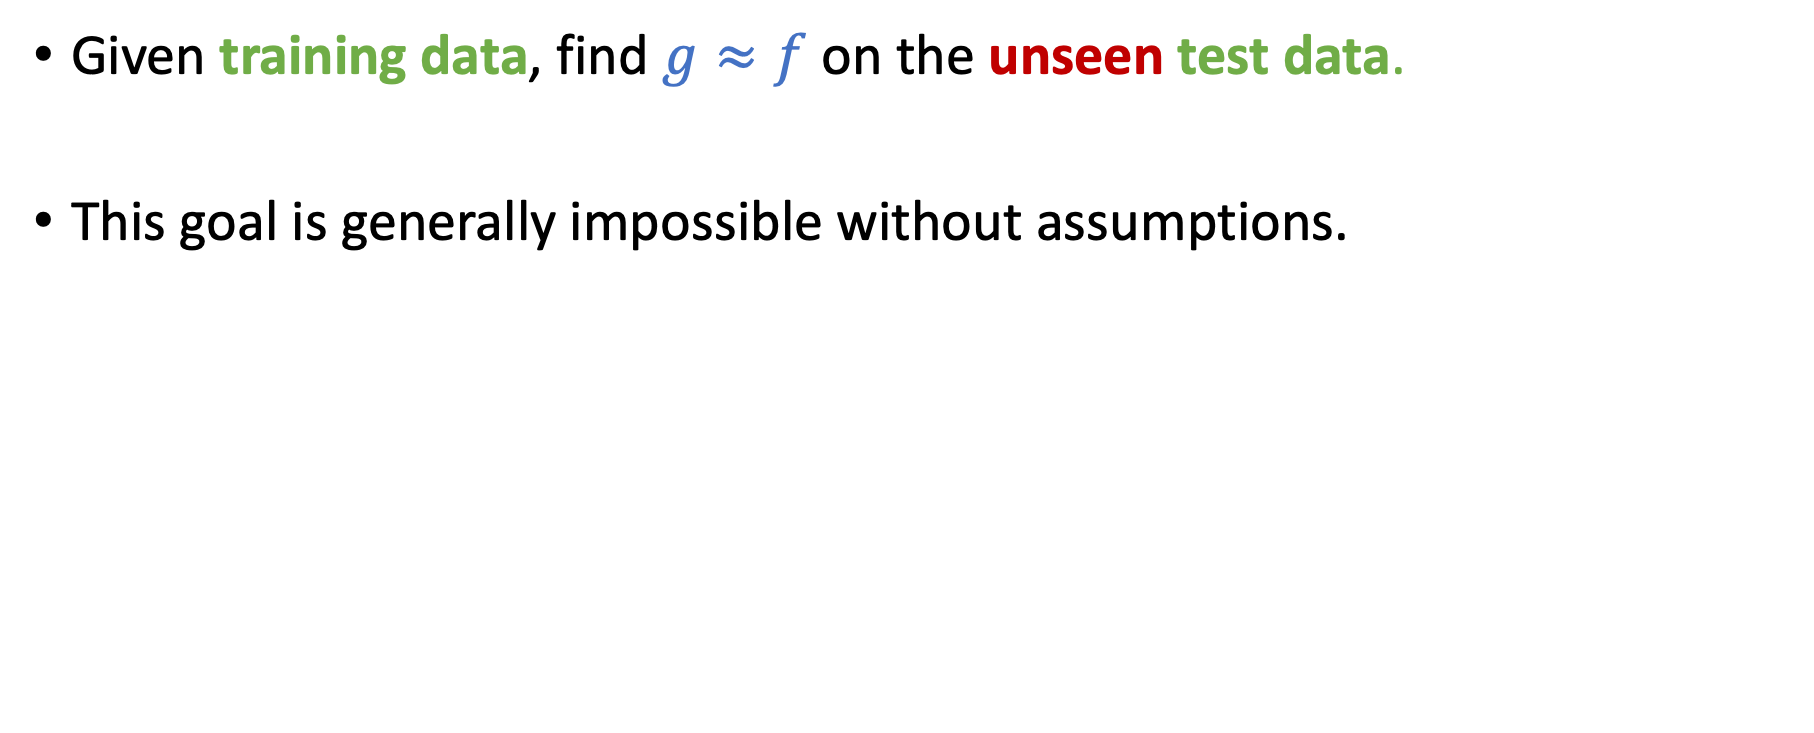 • Given training data, find g ≈ f on the unseen test data.
• This goal is generally impossible without assumptions.